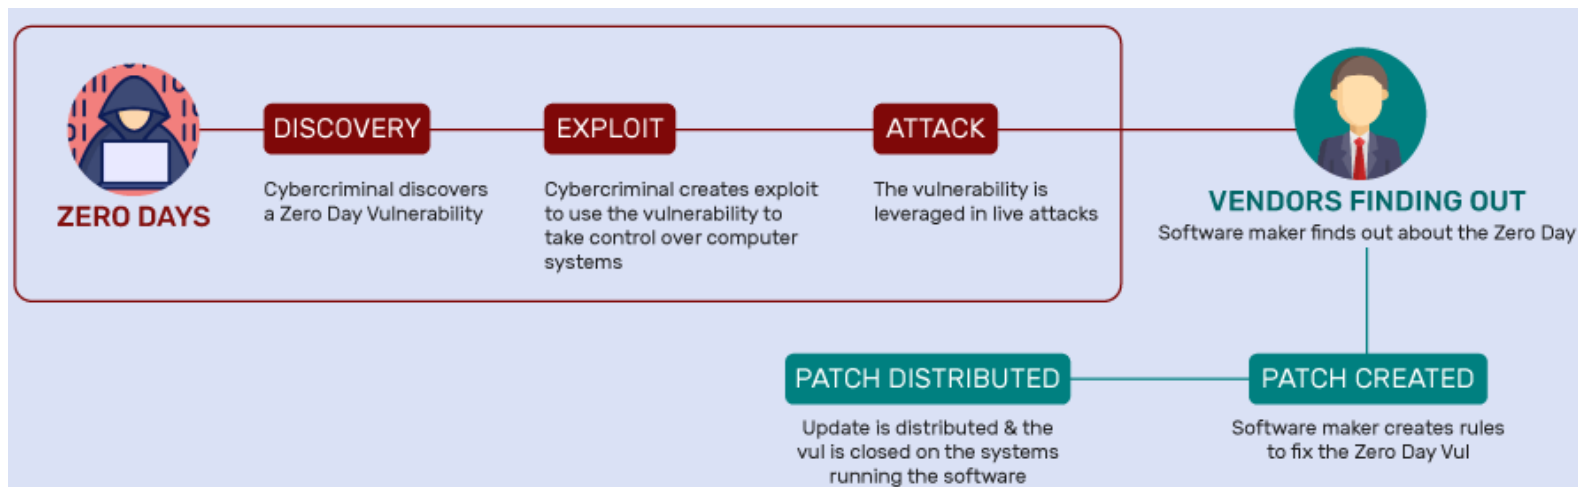 ZERO DAYS
DISCOVERY
Cybercriminal discovers
a Zero Day Vulnerability
EXPLOIT
Cybercriminal creates exploit
to use the vulnerability to
take control over computer
systems
ATTACK
The vulnerability is
leveraged in live attacks
VENDORS FINDING OUT
Software maker finds out about the Zero Day
PATCH CREATED
Software maker creates rules
to fix the Zero Day Vul
PATCH DISTRIBUTED
Update is distributed & the
vul is closed on the systems
running the software